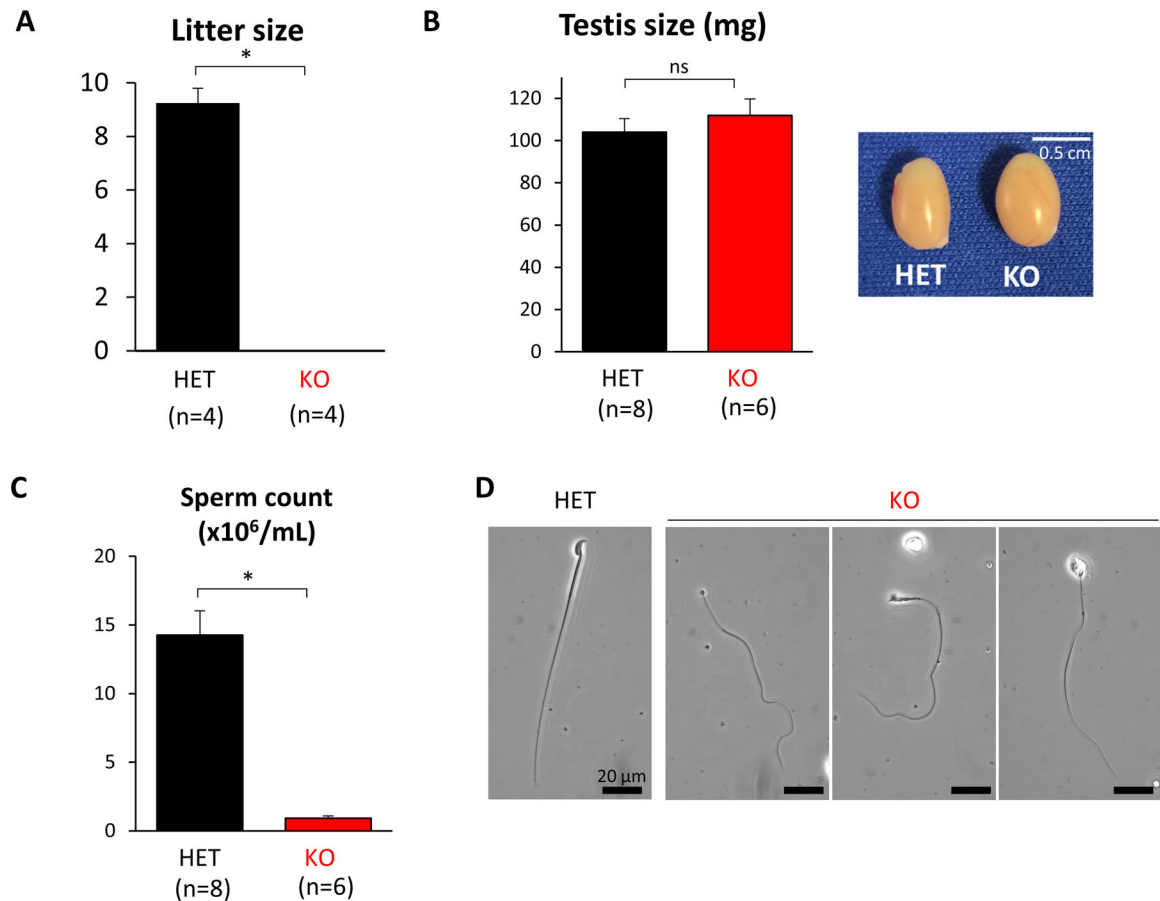 A
Litter size
*
10
8
6
4
2
0
HET
KO
(n=4)
(n=4)
B
Testis size (mg)
ns
120
100
80
60
40
20
0
HET
KO
(n=8)
(n=6)
0.5 cm
HET
KO
C
Sperm count
(x10⁶/mL)
*
20
15
10
5
0
HET
KO
(n=8)
(n=6)
D
HET
KO
20 µm